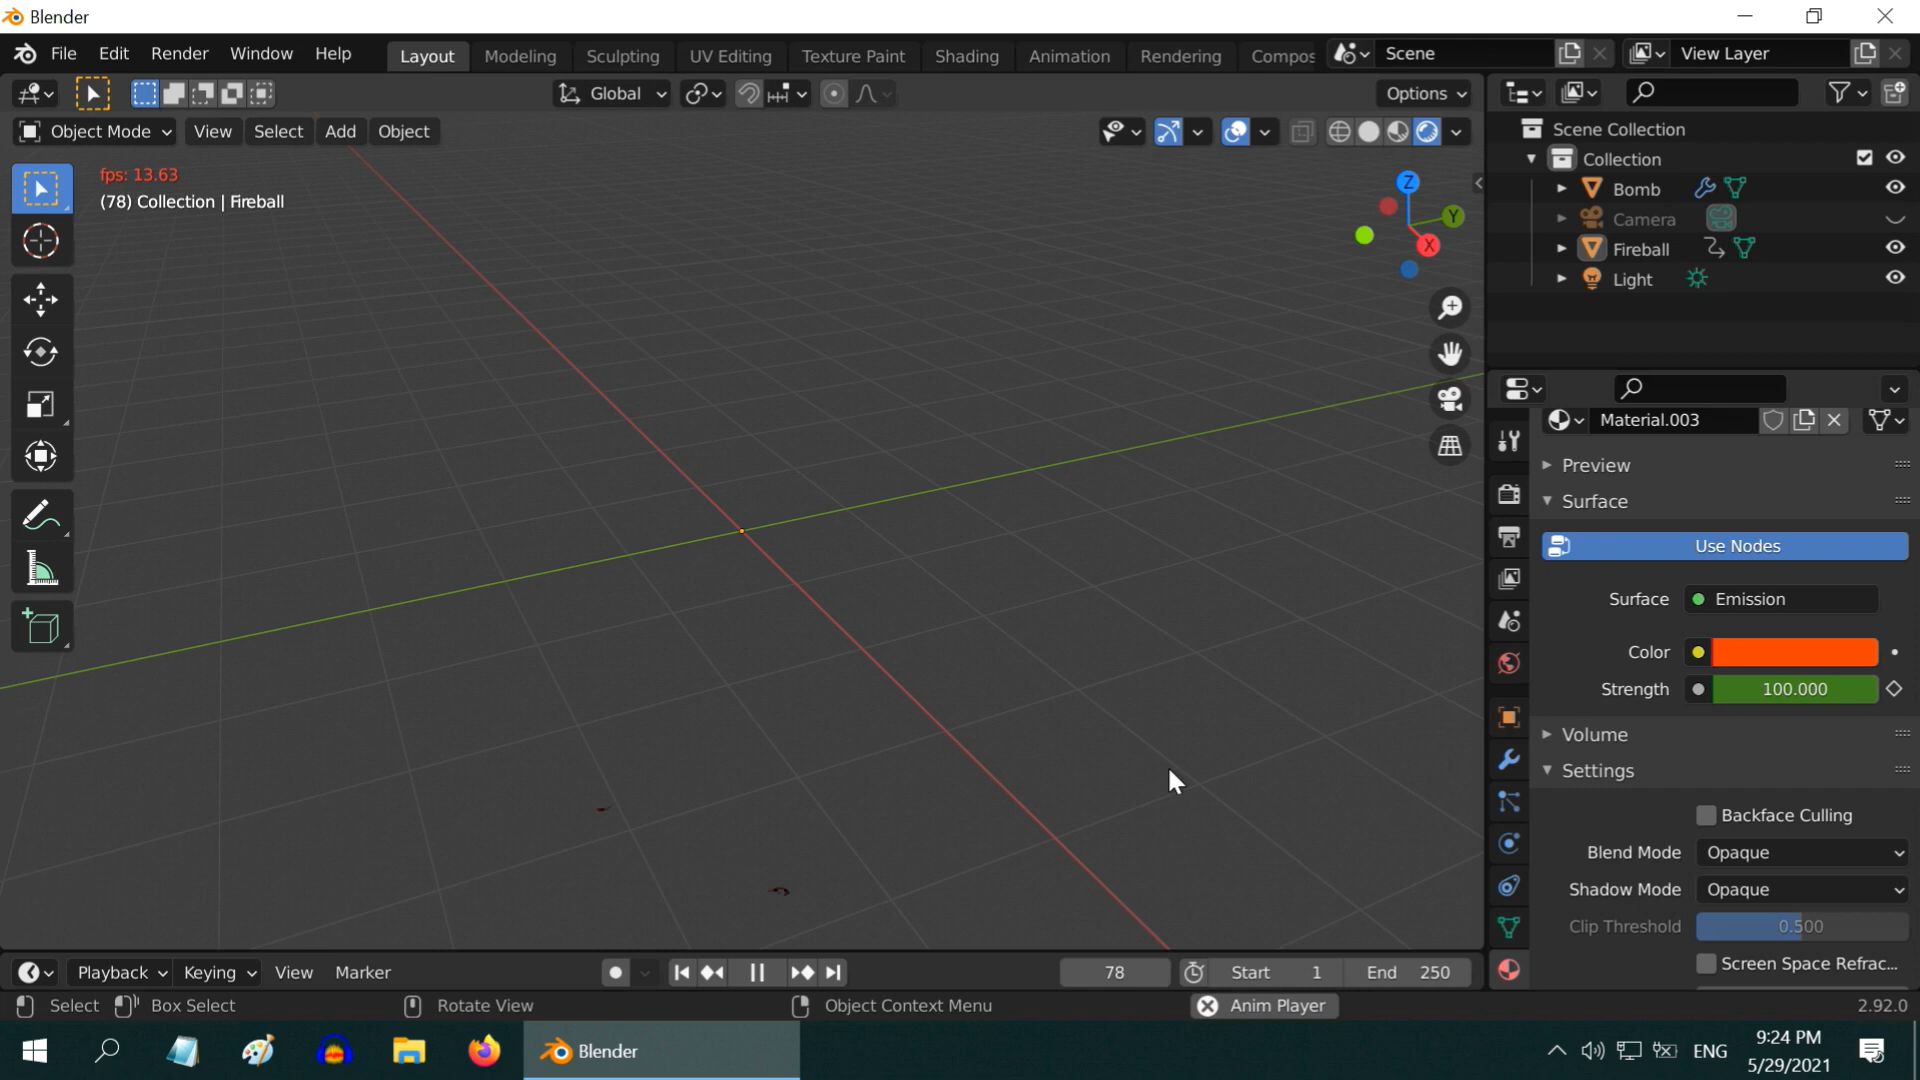 Blender
File Edit Render Window Help Layout Modeling Sculpting UV Editing Texture Paint Shading Animation Rendering Compos Scene View Layer
Global Options
Object Mode View Select Add Object
fps: 13.63
(78) Collection | Fireball
Z
Y
X
Scene Collection
Collection
Bomb
Camera
Fireball
Light
Material.003
Preview
Surface
Use Nodes
Surface Emission
Color
Strength 100.000
Volume
Settings
Backface Culling
Blend Mode Opaque
Shadow Mode Opaque
Clip Threshold 0.500
Screen Space Refrac...
Playback Keying View Marker 78 Start 1 End 250
Select Box Select Rotate View Object Context Menu Anim Player 2.92.0
Blender
ENG
9:24 PM
5/29/2021